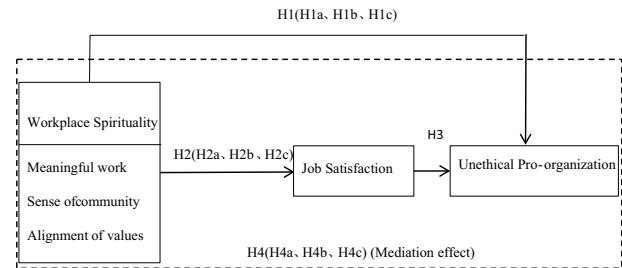 H1(H1a、H1b、H1c)
Workplace Spirituality
Meaningful work
Sense ofcommunity
Alignment of values
H2(H2a、H2b、H2c)
Job Satisfaction
H3
Unethical Pro-organization
H4(H4a、H4b、H4c) (Mediation effect)